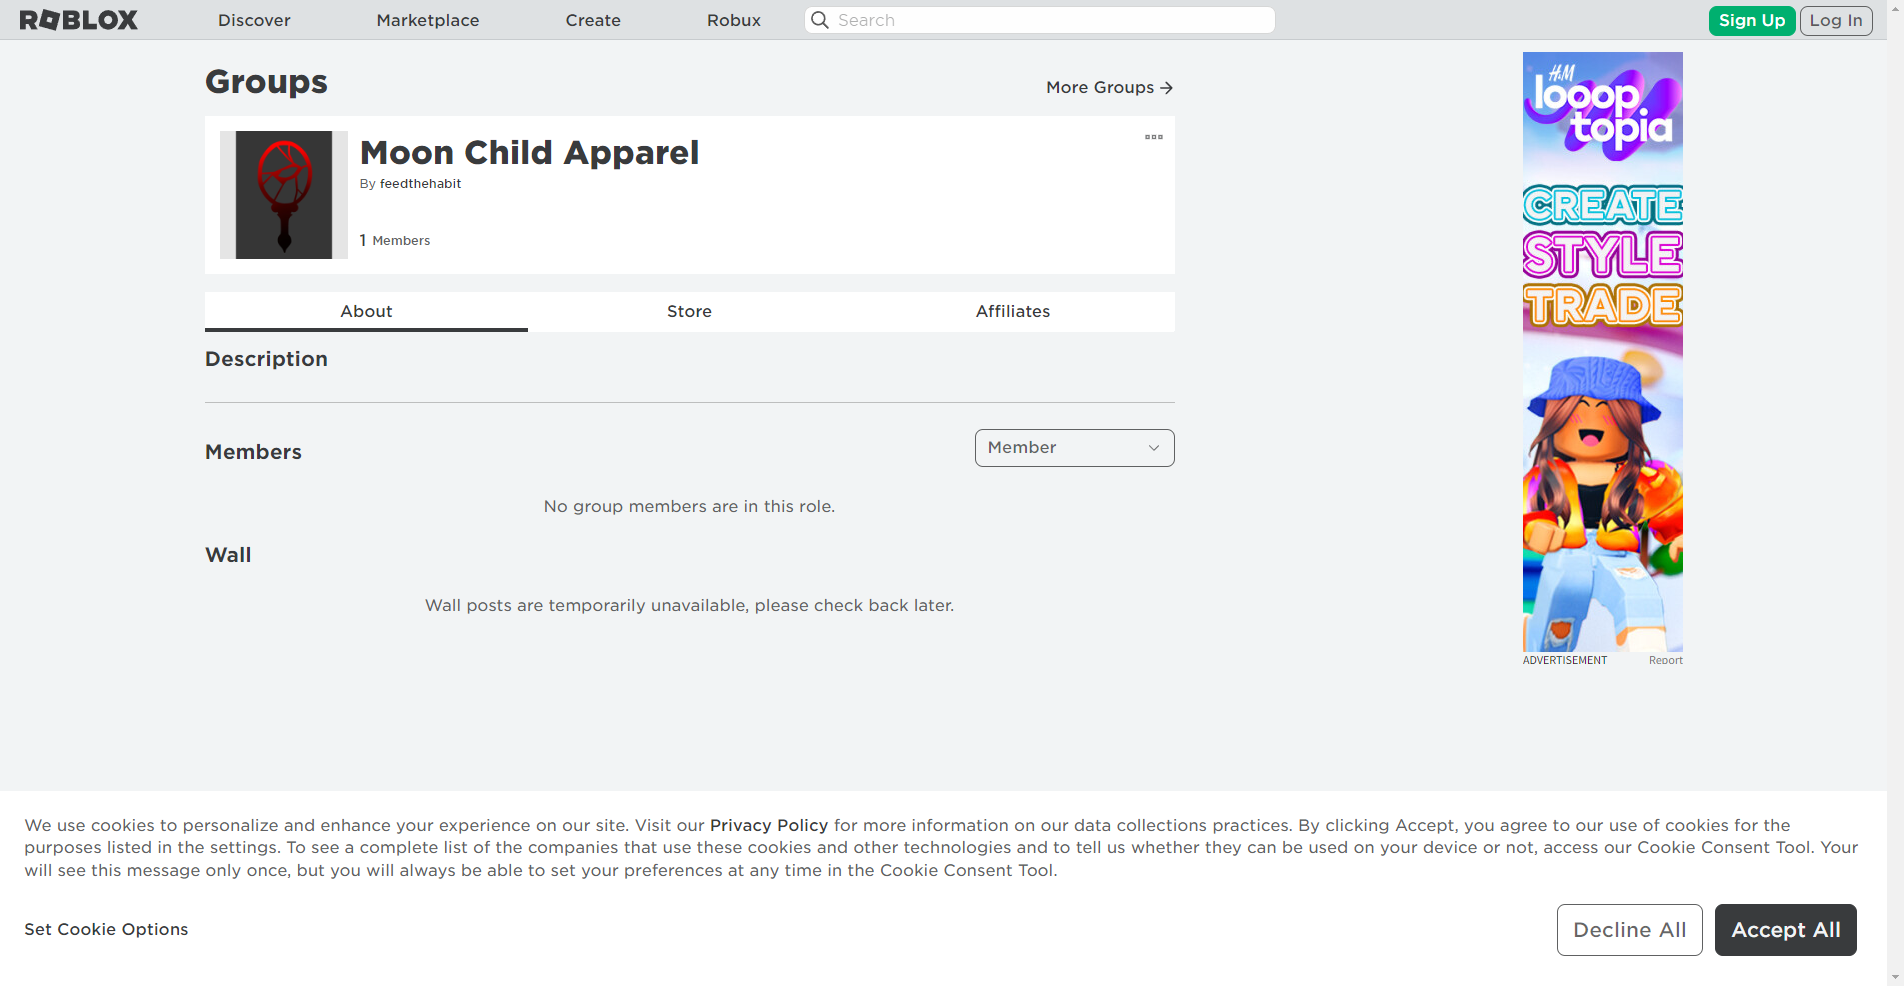 ROBLOX
Discover
Marketplace
Create
Robux
Search
Sign Up
Log In
Groups
More Groups →
Moon Child Apparel
By feedthehabit
1 Members
About
Store
Affiliates
Description
Members
Member
No group members are in this role.
Wall
Wall posts are temporarily unavailable, please check back later.
H&M
looop
topia
CREATE
STYLE
TRADE
ADVERTISEMENT
Report
We use cookies to personalize and enhance your experience on our site. Visit our Privacy Policy for more information on our data collections practices. By clicking Accept, you agree to our use of cookies for the
purposes listed in the settings. To see a complete list of the companies that use these cookies and other technologies and to tell us whether they can be used on your device or not, access our Cookie Consent Tool. Your
will see this message only once, but you will always be able to set your preferences at any time in the Cookie Consent Tool.
Set Cookie Options
Decline All
Accept All